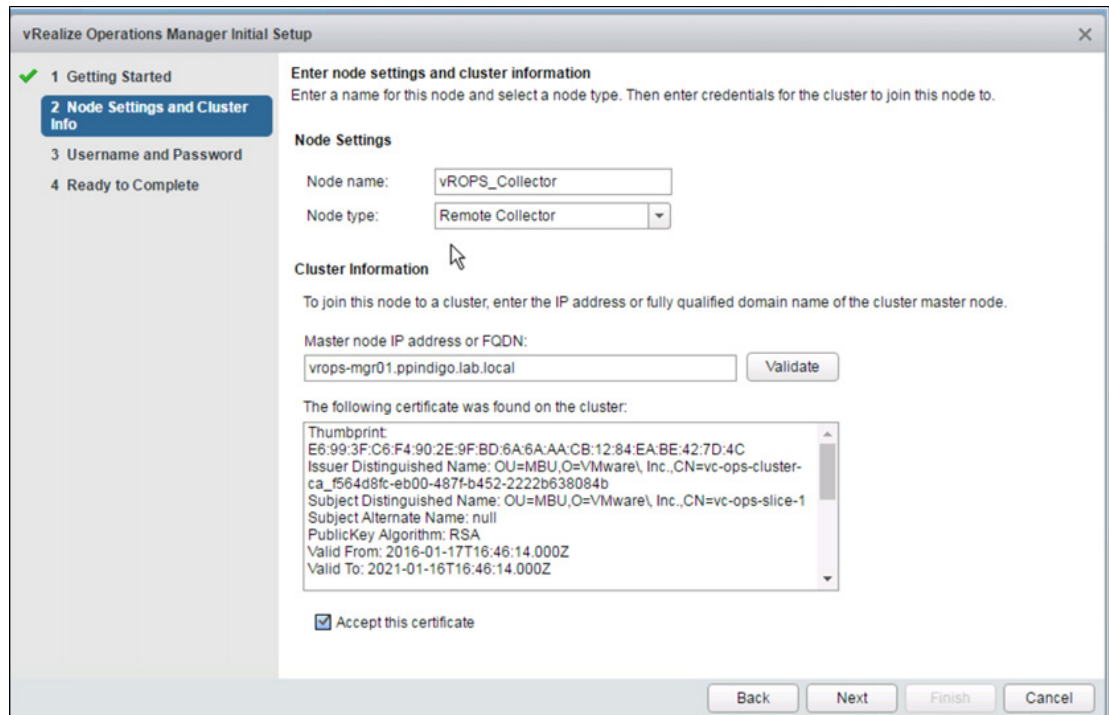 vRealize Operations Manager Initial Setup
1 Getting Started
2 Node Settings and Cluster
Info
3 Username and Password
4 Ready to Complete
Enter node settings and cluster information
Enter a name for this node and select a node type. Then enter credentials for the cluster to join this node to.
Node Settings
Node name: vROPS_Collector
Node type: Remote Collector
Cluster Information
To join this node to a cluster, enter the IP address or fully qualified domain name of the cluster master node.
Master node IP address or FQDN:
vrops-mgr01.ppindigo.lab.local Validate
The following certificate was found on the cluster:
Thumbprint:
E6:99:3F:C6:F4:90:2E:9F:BD:6A:6A:AA:CB:12:84:EA:BE:42:7D:4C
Issuer Distinguished Name: OU=MBU,O=VMware\, Inc.,CN=vc-ops-cluster-
ca_f564d8fc-eb00-487f-b452-2222b638084b
Subject Distinguished Name: OU=MBU,O=VMware\, Inc.,CN=vc-ops-slice-1
Subject Alternate Name: null
PublicKey Algorithm: RSA
Valid From: 2016-01-17T16:46:14.000Z
Valid To: 2021-01-16T16:46:14.000Z
Accept this certificate
Back Next Finish Cancel